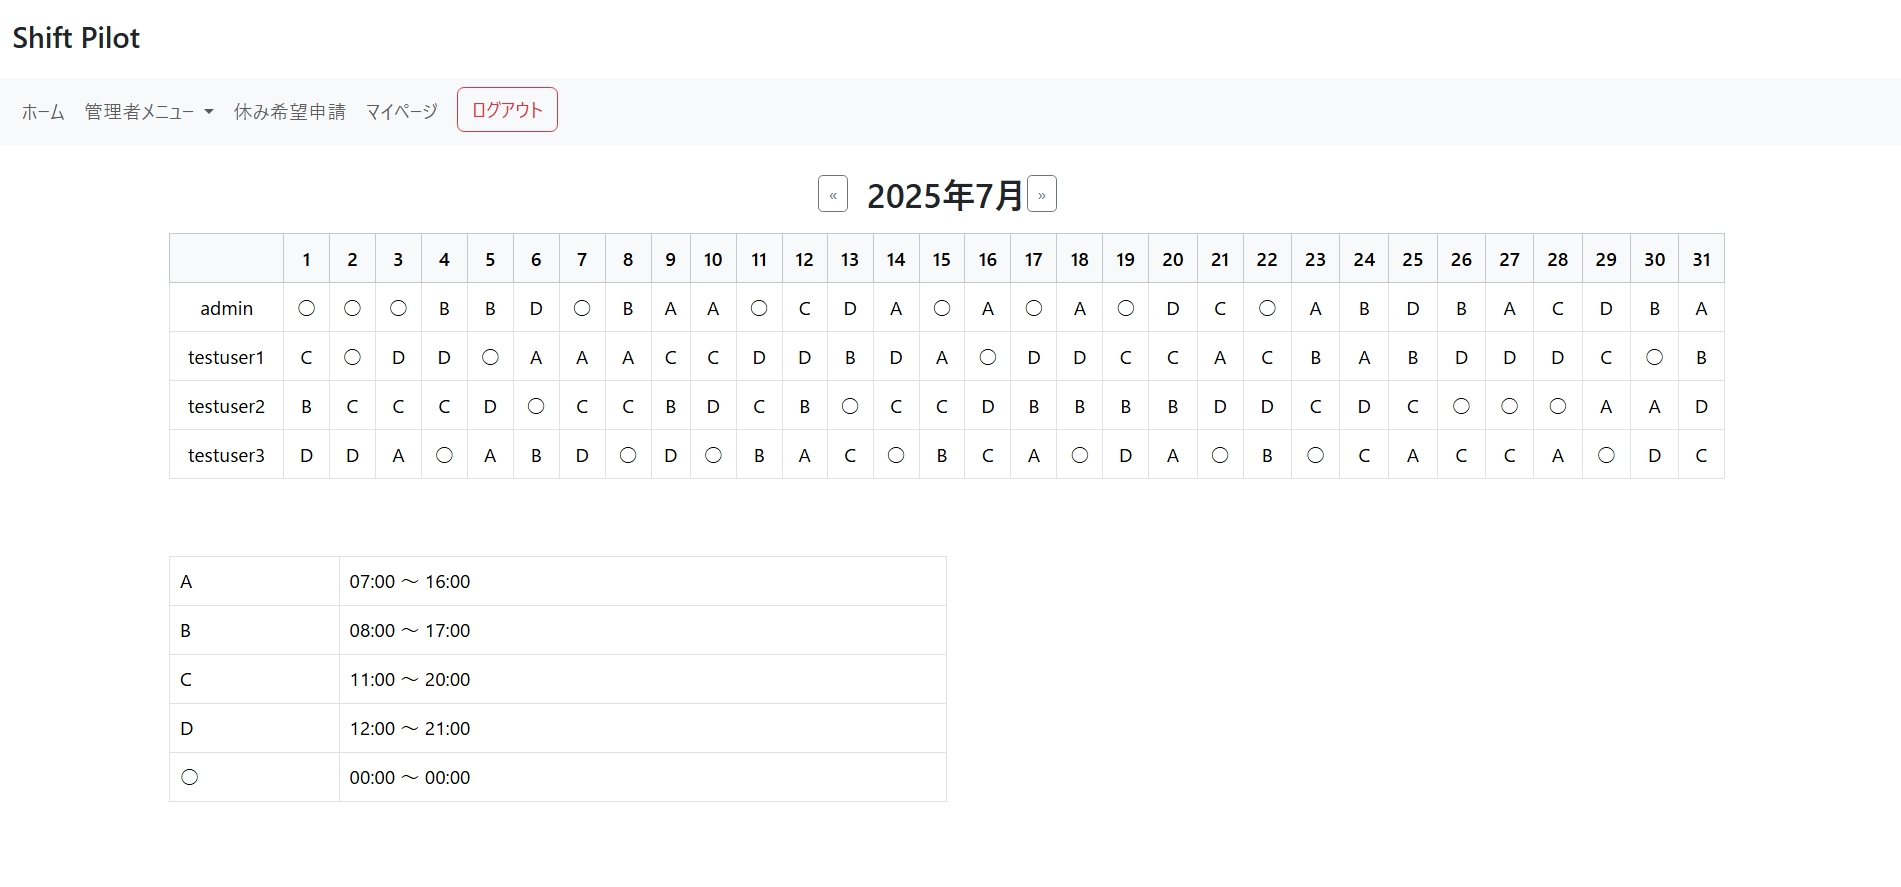 Shift Pilot
ホーム 管理者メニュー 休み希望申請 マイページ ログアウト
« 2025年7月 »
1 2 3 4 5 6 7 8 9 10 11 12 13 14 15 16 17 18 19 20 21 22 23 24 25 26 27 28 29 30 31
admin ◯ ◯ ◯ B B D ◯ B A A ◯ C D A ◯ A ◯ A ◯ D C ◯ A B D B A C D B A
testuser1 C ◯ D D ◯ A A A C C D D B D A ◯ D D C C A C B A B D D D C ◯ B
testuser2 B C C C D ◯ C C B D C B ◯ C C D B B B B D D C D C ◯ ◯ ◯ A A D
testuser3 D D A ◯ A B D ◯ D ◯ B A C ◯ B C A ◯ D A ◯ B ◯ C A C C A ◯ D C
A 07:00 ～ 16:00
B 08:00 ～ 17:00
C 11:00 ～ 20:00
D 12:00 ～ 21:00
◯ 00:00 ～ 00:00